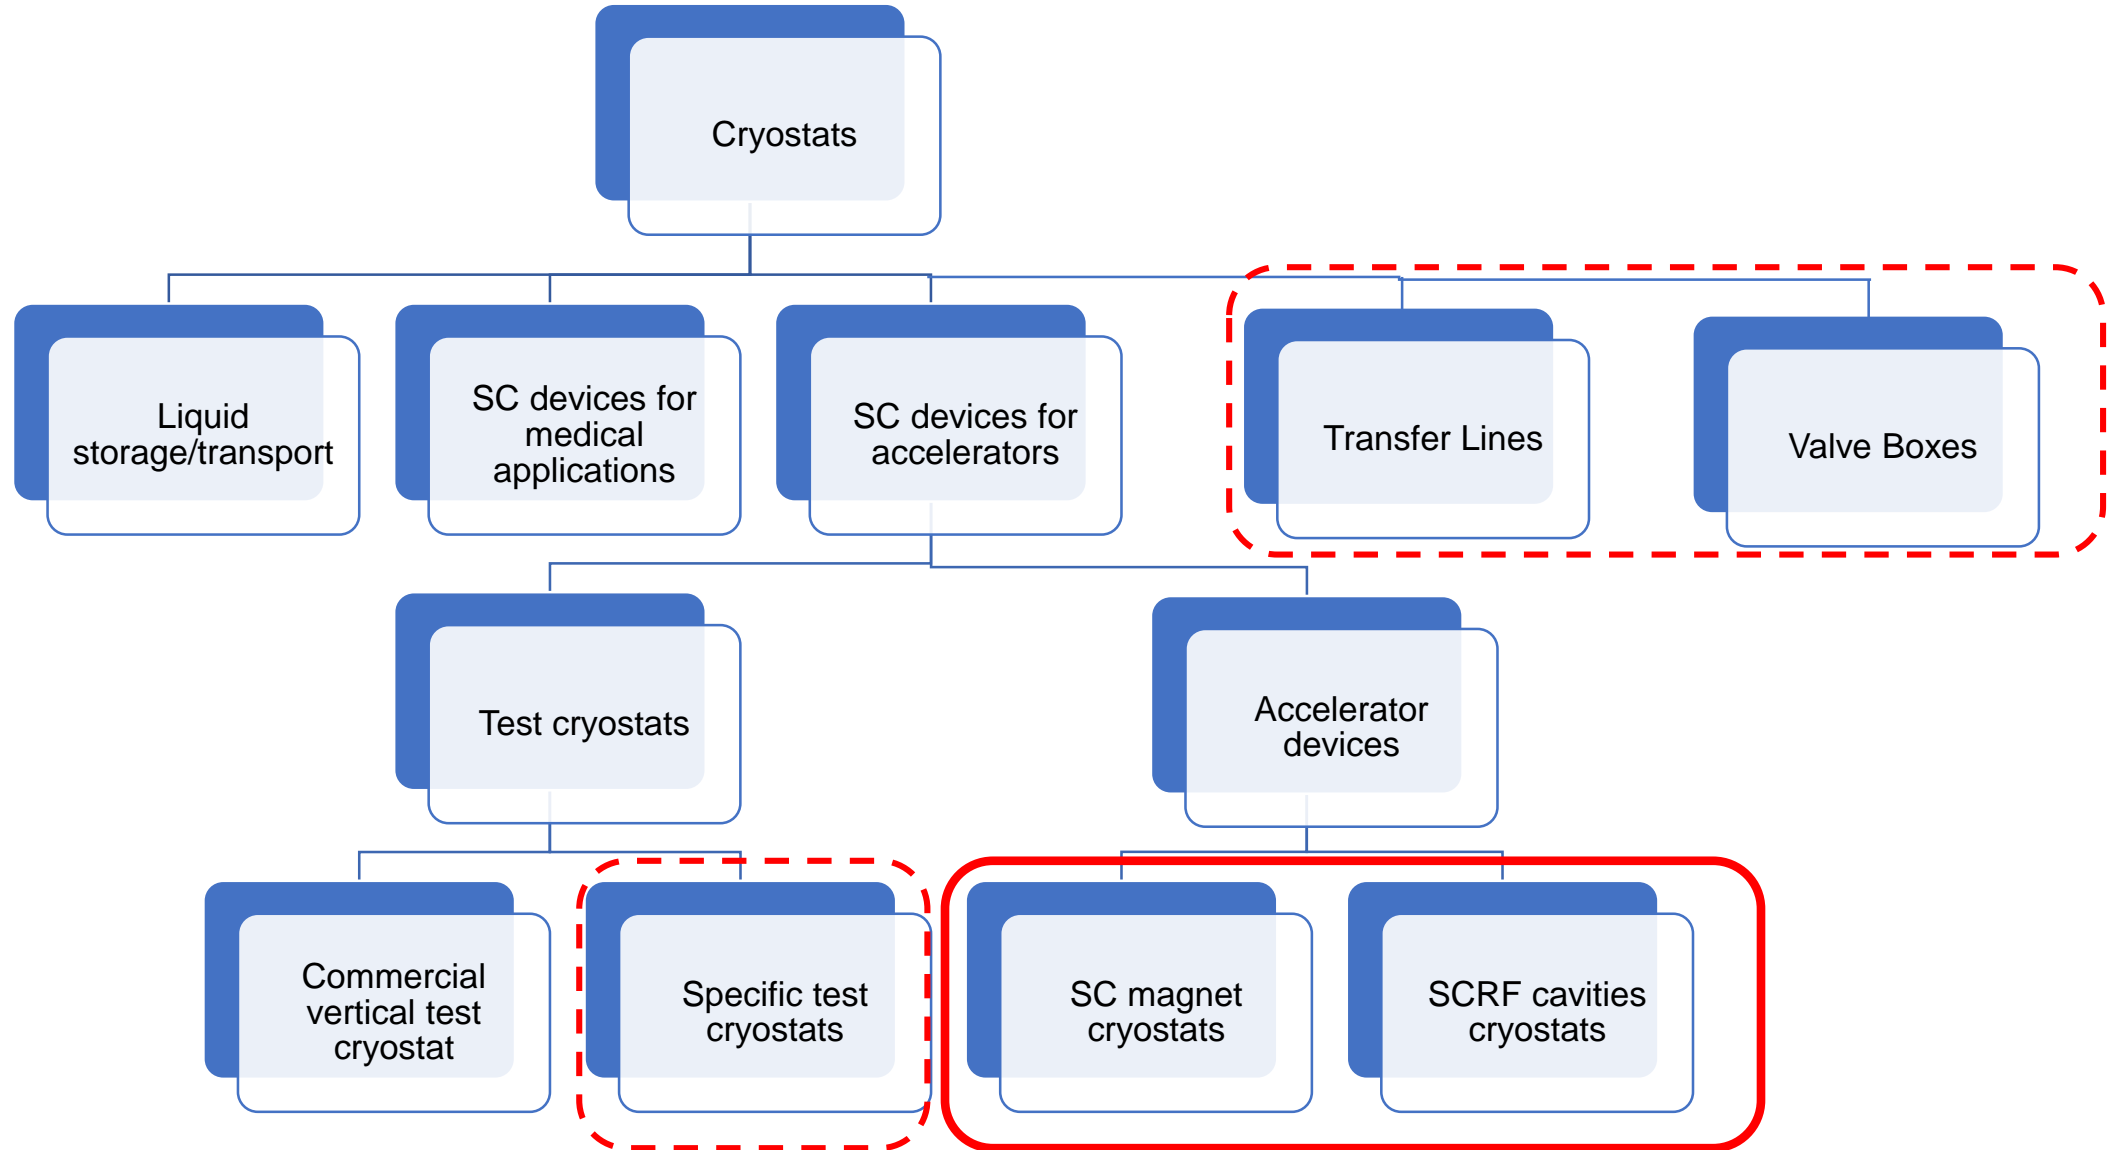 Cryostats
Liquid
storage/transport
SC devices for
medical
applications
SC devices for
accelerators
Transfer Lines
Valve Boxes
Test cryostats
Accelerator
devices
Commercial
vertical test
cryostat
Specific test
cryostats
SC magnet
cryostats
SCRF cavities
cryostats